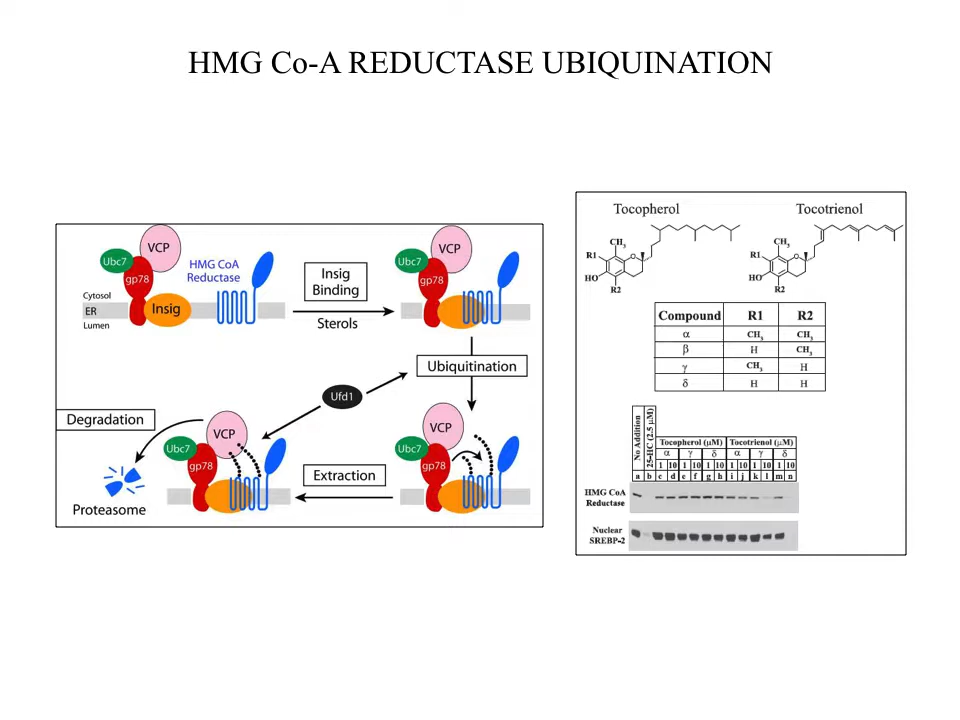 HMG Co-A REDUCTASE UBIQUINATION
VCP
Ubc7
gp78
Insig
HMG CoA
Reductase
Cytosol
ER
Lumen
Insig
Binding
Sterols
VCP
Ubc7
gp78
Ubiquitination
Ufd1
VCP
Ubc7
gp78
Extraction
VCP
Ubc7
gp78
Degradation
Proteasome
Tocopherol
Tocotrienol
CH3
R1
O
HO
R2
CH3
R1
O
HO
R2
Compound R1 R2
α CH3 CH3
β H CH3
γ CH3 H
δ H H
No Addition
25-HC (2.5 μM)
Tocopherol (μM) Tocotrienol (μM)
α γ δ α γ δ
1 10 1 10 1 10 1 10 1 10 1 10
a b c d e f g h i j k l m n
HMG CoA
Reductase
Nuclear
SREBP-2